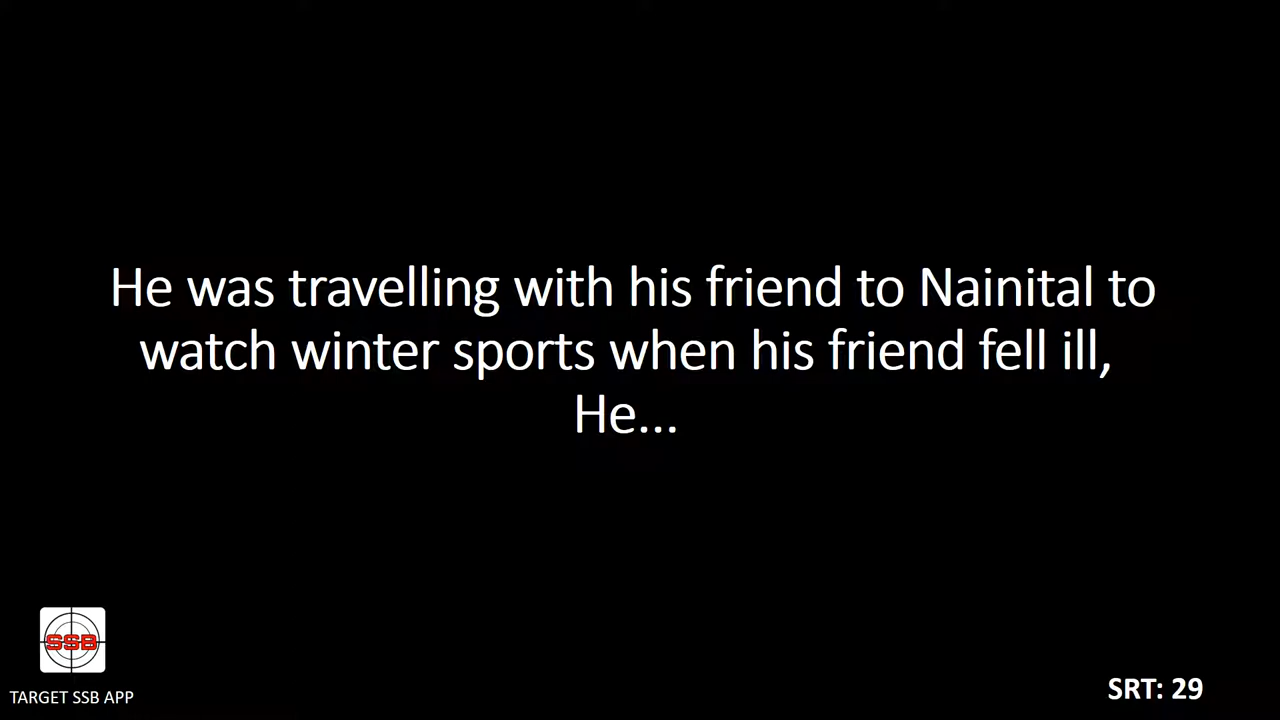 He was travelling with his friend to Nainital to
watch winter sports when his friend fell ill,
He...
SSB
TARGET SSB APP
SRT: 29